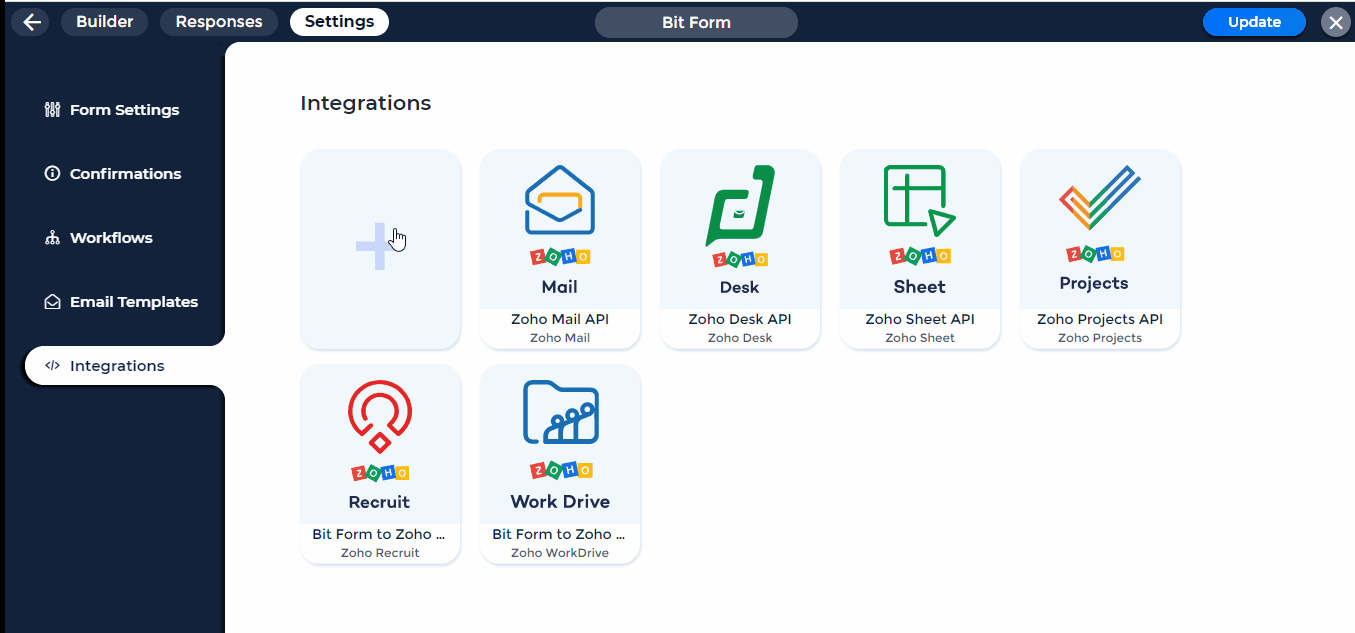 Builder
Responses
Settings
Bit Form
Update
Form Settings
Confirmations
Workflows
Email Templates
Integrations
Integrations
ZOHO
Mail
Zoho Mail API
Zoho Mail
ZOHO
Desk
Zoho Desk API
Zoho Desk
ZOHO
Sheet
Zoho Sheet API
Zoho Sheet
ZOHO
Projects
Zoho Projects API
Zoho Projects
ZOHO
Recruit
Bit Form to Zoho ...
Zoho Recruit
ZOHO
Work Drive
Bit Form to Zoho ...
Zoho WorkDrive